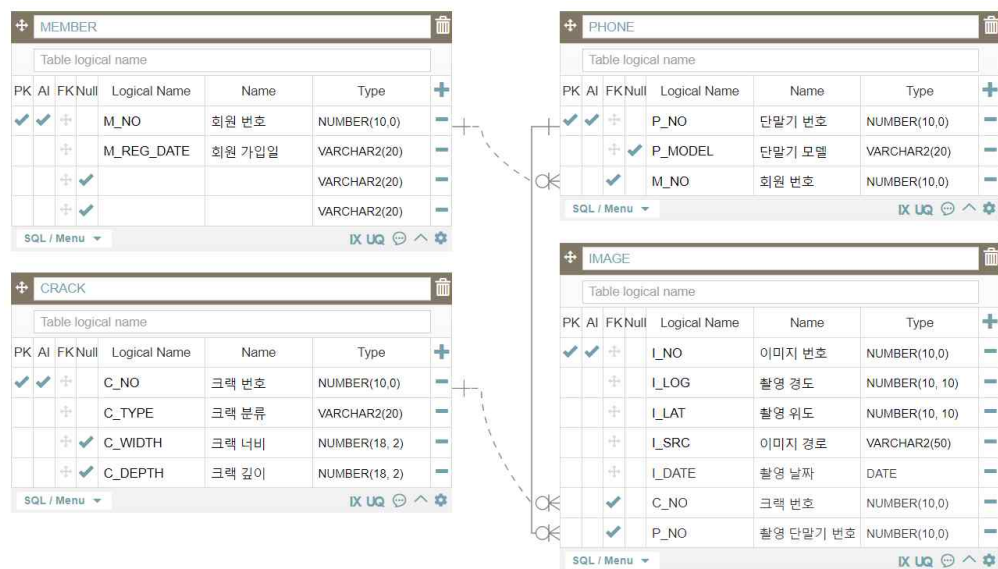 MEMBER
Table logical name
PK AI FK Null Logical Name Name Type
M_NO 회원 번호 NUMBER(10,0)
M_REG_DATE 회원 가입일 VARCHAR2(20)
VARCHAR2(20)
VARCHAR2(20)
SQL / Menu IX UQ
CRACK
Table logical name
PK AI FK Null Logical Name Name Type
C_NO 크랙 번호 NUMBER(10,0)
C_TYPE 크랙 분류 VARCHAR2(20)
C_WIDTH 크랙 너비 NUMBER(18, 2)
C_DEPTH 크랙 깊이 NUMBER(18, 2)
SQL / Menu IX UQ
PHONE
Table logical name
PK AI FK Null Logical Name Name Type
P_NO 단말기 번호 NUMBER(10,0)
P_MODEL 단말기 모델 VARCHAR2(20)
M_NO 회원 번호 NUMBER(10,0)
SQL / Menu IX UQ
IMAGE
Table logical name
PK AI FK Null Logical Name Name Type
I_NO 이미지 번호 NUMBER(10,0)
I_LOG 촬영 경도 NUMBER(10, 10)
I_LAT 촬영 위도 NUMBER(10, 10)
I_SRC 이미지 경로 VARCHAR2(50)
I_DATE 촬영 날짜 DATE
C_NO 크랙 번호 NUMBER(10,0)
P_NO 촬영 단말기 번호 NUMBER(10,0)
SQL / Menu IX UQ